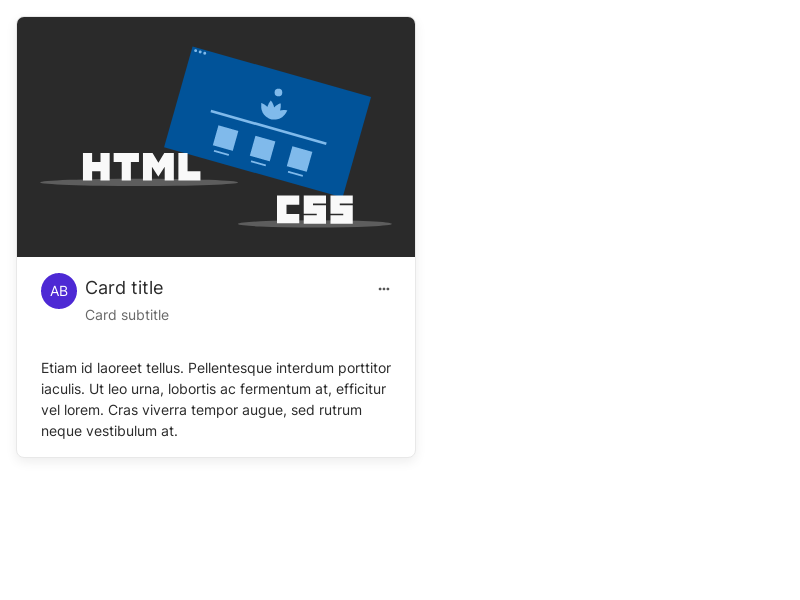 HTML
CSS
AB
Card title
Card subtitle
Etiam id laoreet tellus. Pellentesque interdum porttitor
iaculis. Ut leo urna, lobortis ac fermentum at, efficitur
vel lorem. Cras viverra tempor augue, sed rutrum
neque vestibulum at.